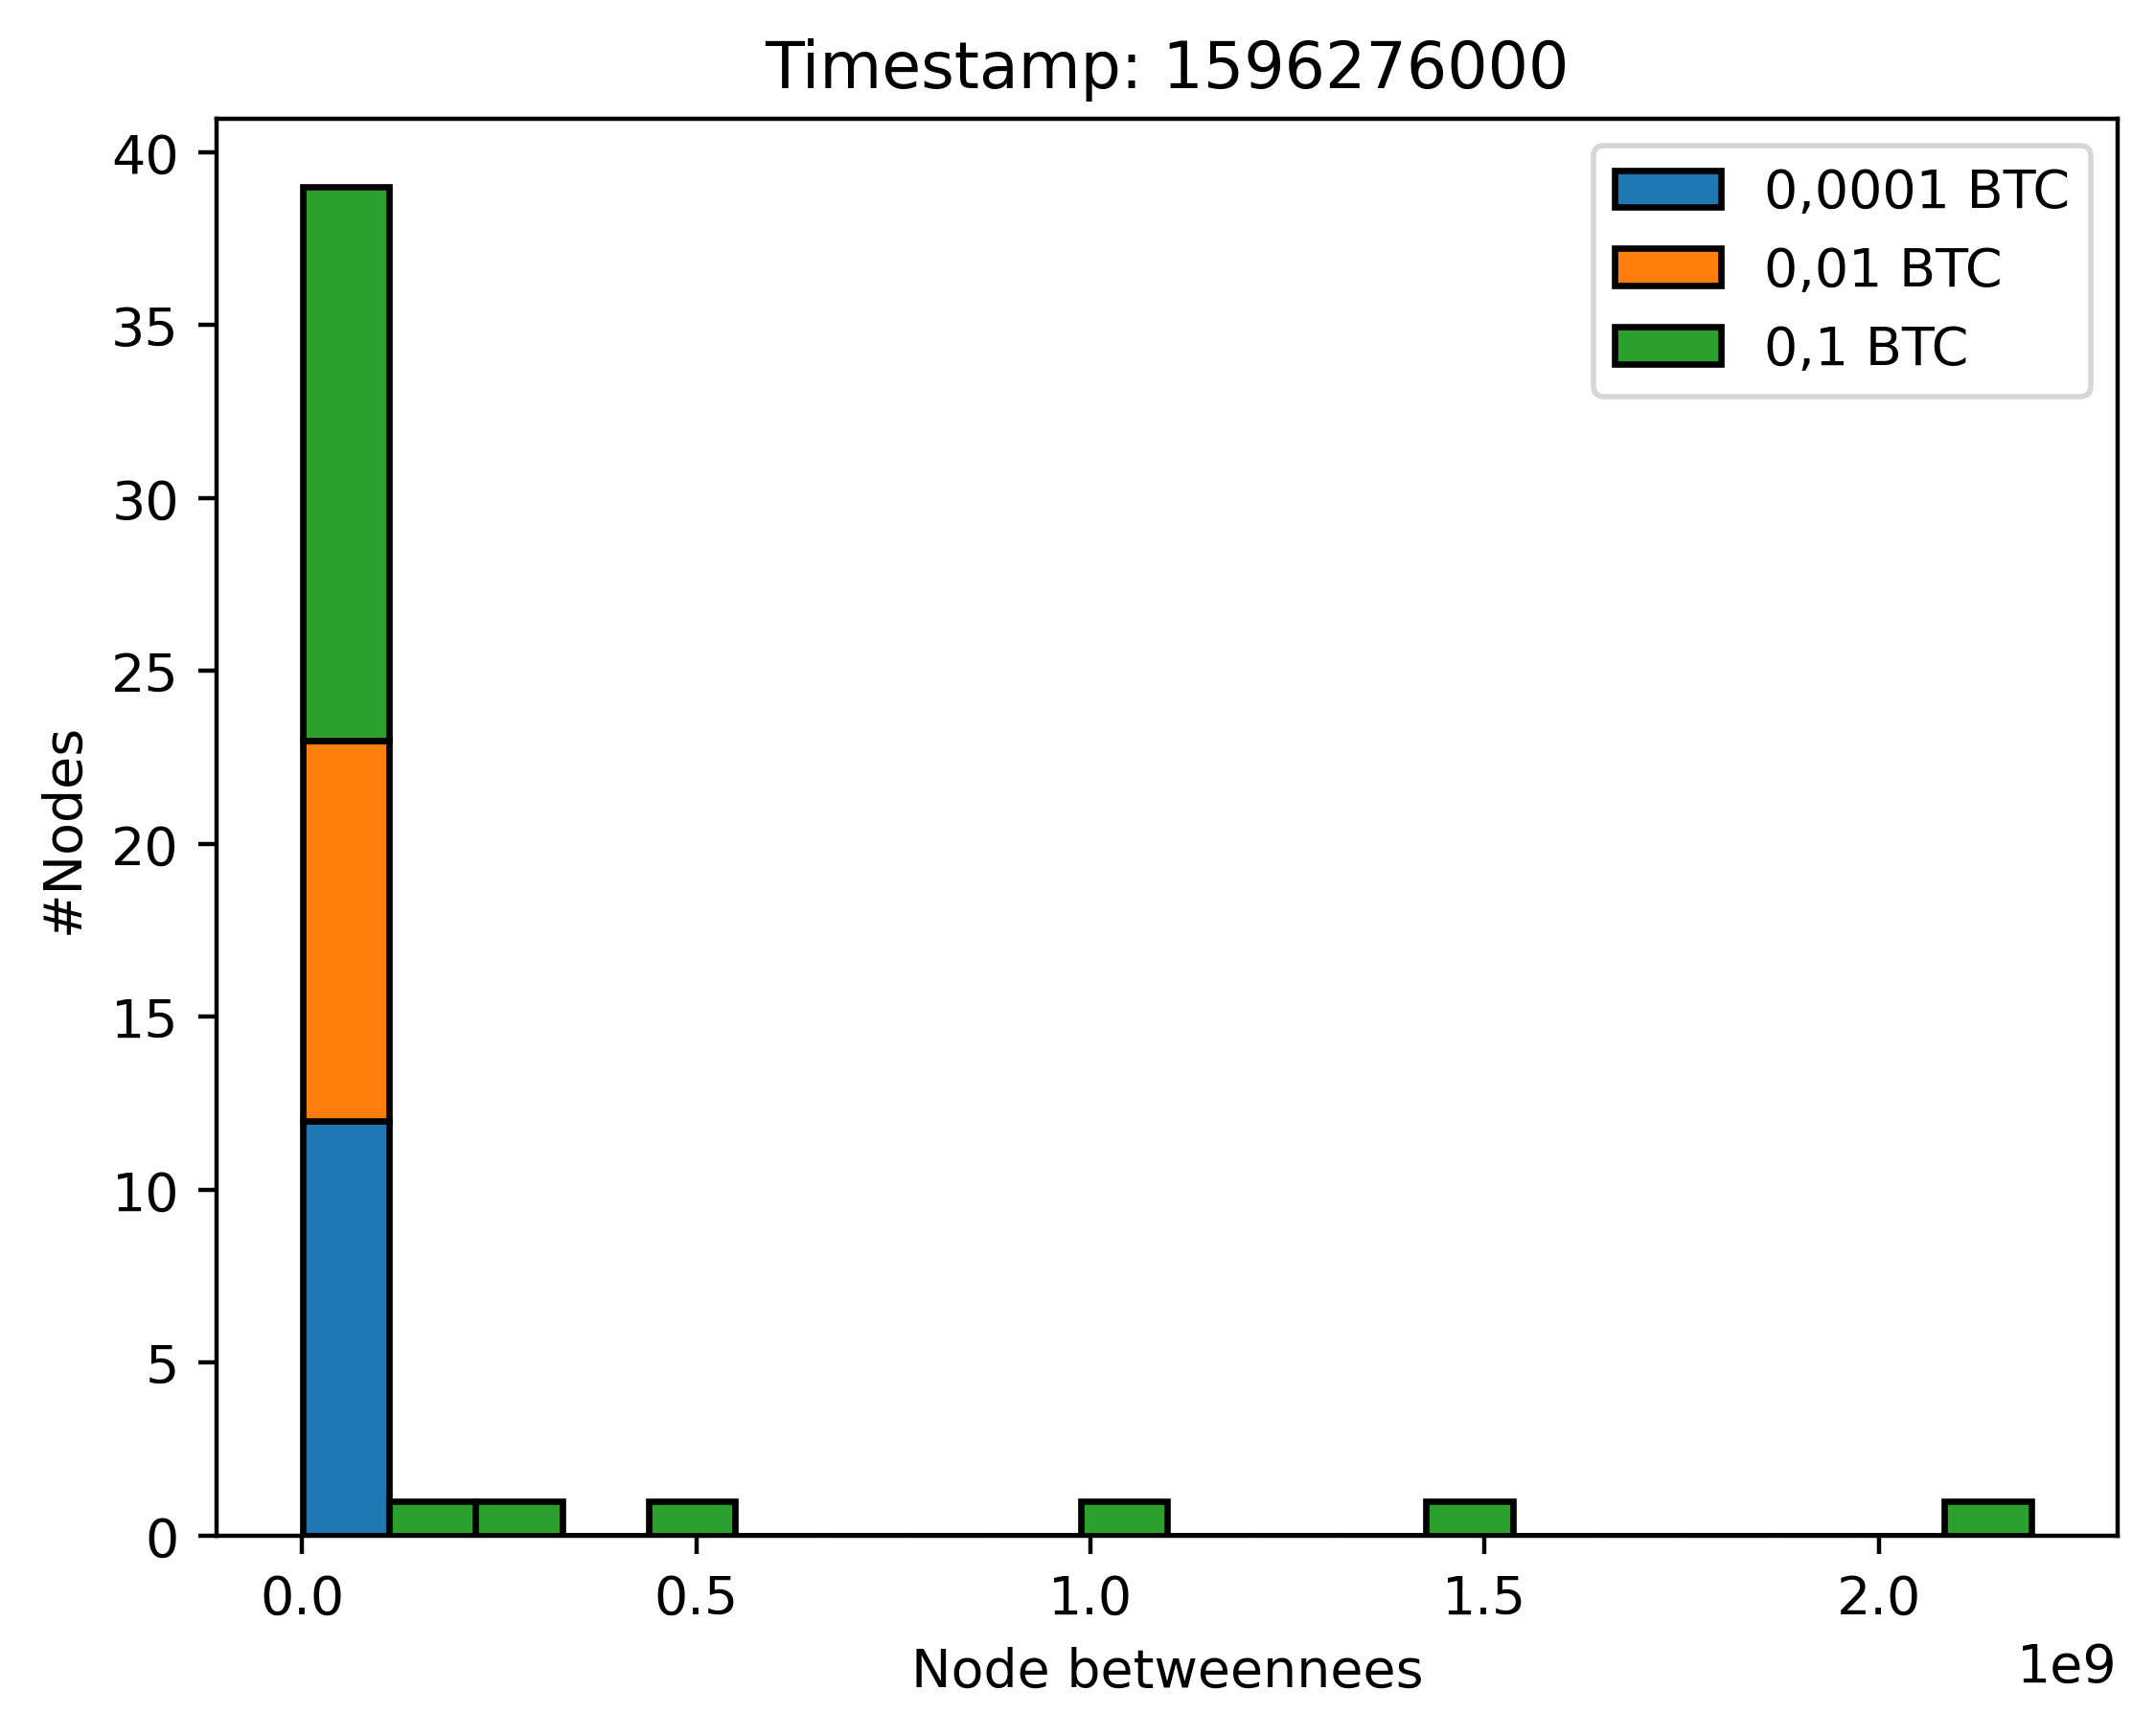 Timestamp: 1596276000
40
35
30
25
20
15
10
5
0
#Nodes
0,0001 BTC
0,01 BTC
0,1 BTC
0.0 0.5 1.0 1.5 2.0
1e9
Node betweennees